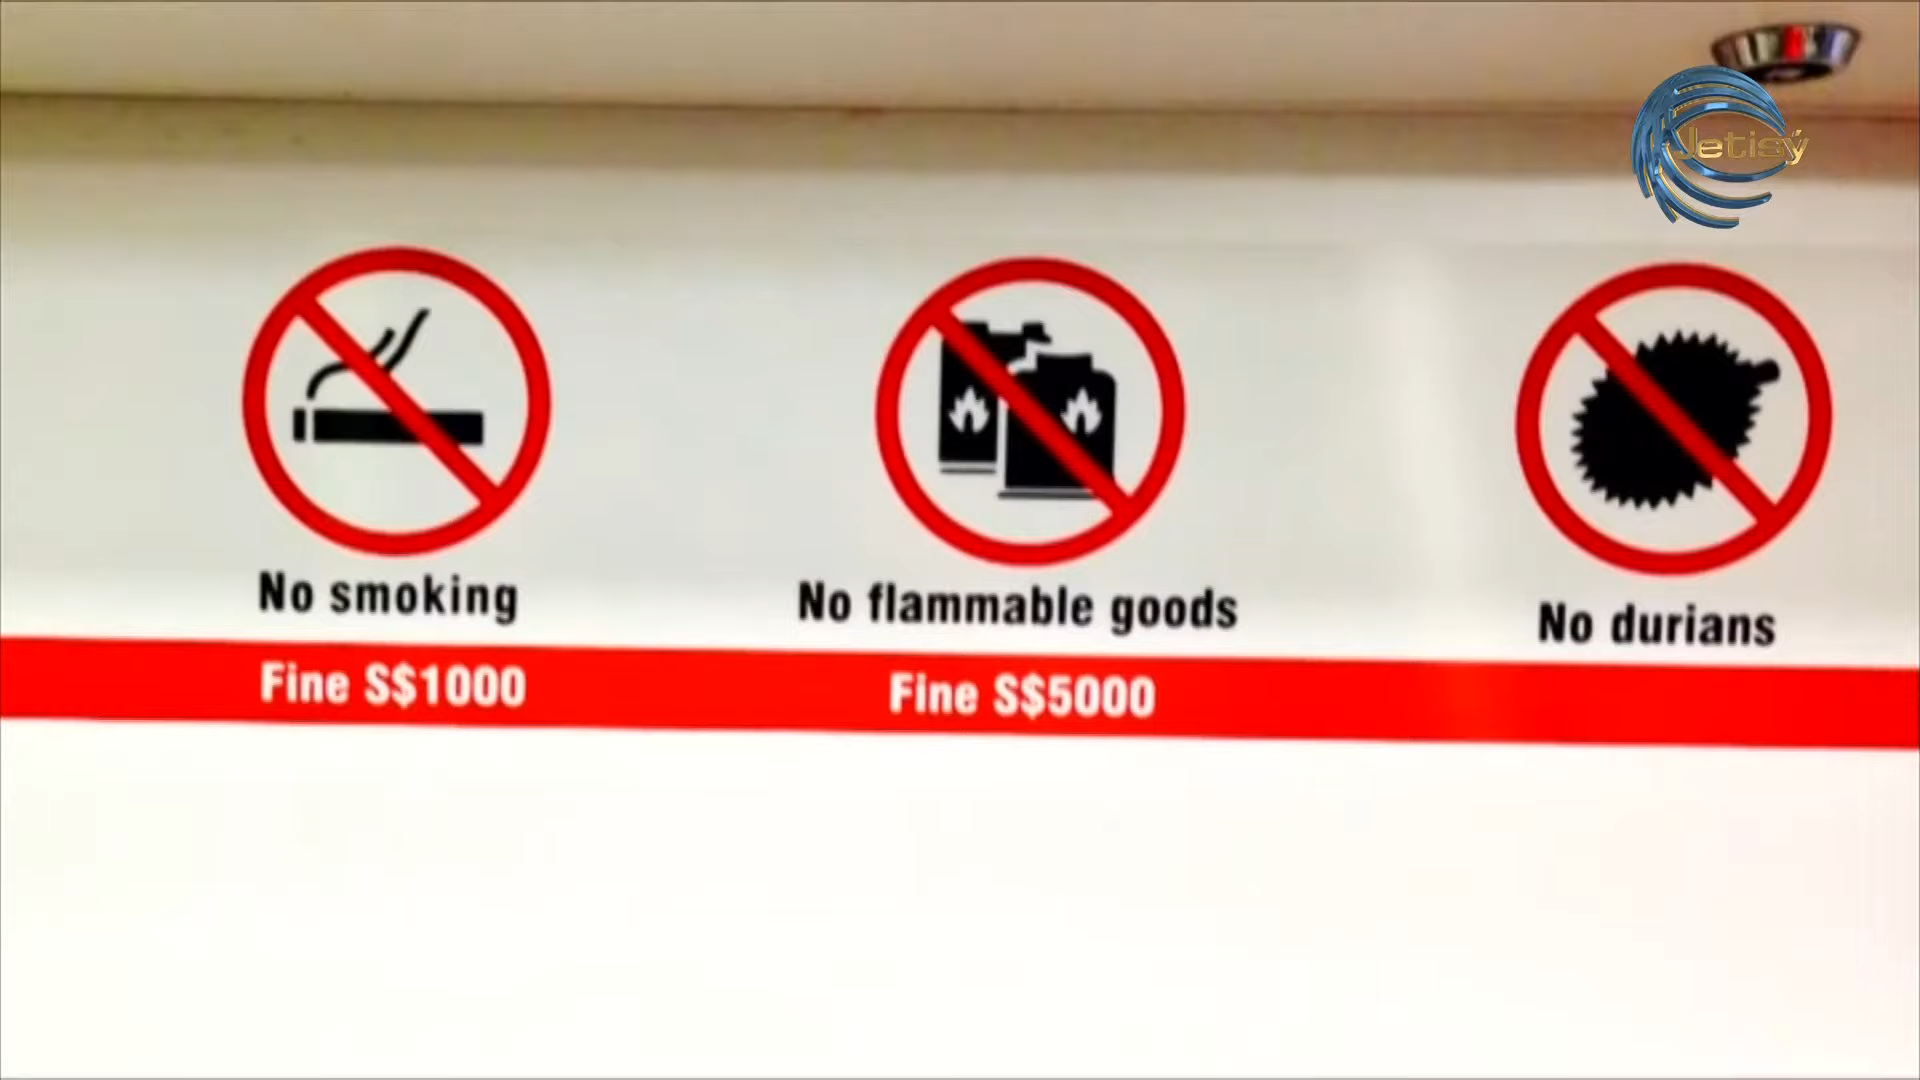 Jetisý
No smoking
No flammable goods
No durians
Fine S$1000
Fine S$5000